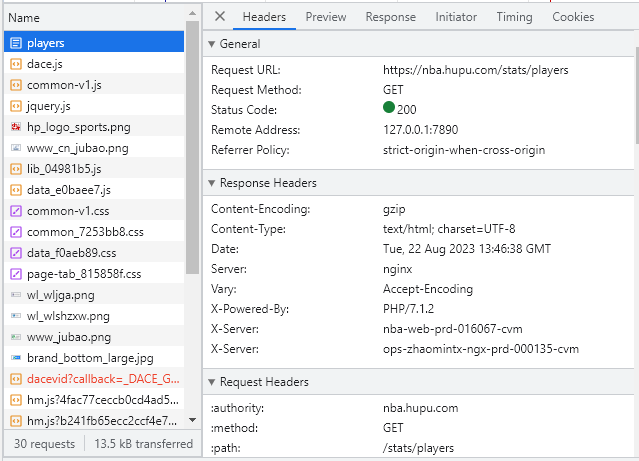 Name
players
dace.js
common-v1.js
jquery.js
hp_logo_sports.png
www_cn_jubao.png
lib_04981b5.js
data_e0baee7.js
common-v1.css
common_7253bb8.css
data_f0aeb89.css
page-tab_815858f.css
wl_wljga.png
wl_wlshzxw.png
www_jubao.png
brand_bottom_large.jpg
dacevid?callback=_DACE_G...
hm.js?4fac77ceccb0cd4ad5...
hm.js?b241fb65ecc2ccf4e7...
30 requests 13.5 kB transferred
Headers Preview Response Initiator Timing Cookies
General
Request URL: https://nba.hupu.com/stats/players
Request Method: GET
Status Code: 200
Remote Address: 127.0.0.1:7890
Referrer Policy: strict-origin-when-cross-origin
Response Headers
Content-Encoding: gzip
Content-Type: text/html; charset=UTF-8
Date: Tue, 22 Aug 2023 13:46:38 GMT
Server: nginx
Vary: Accept-Encoding
X-Powered-By: PHP/7.1.2
X-Server: nba-web-prd-016067-cvm
X-Server: ops-zhaomintx-ngx-prd-000135-cvm
Request Headers
:authority: nba.hupu.com
:method: GET
:path: /stats/players